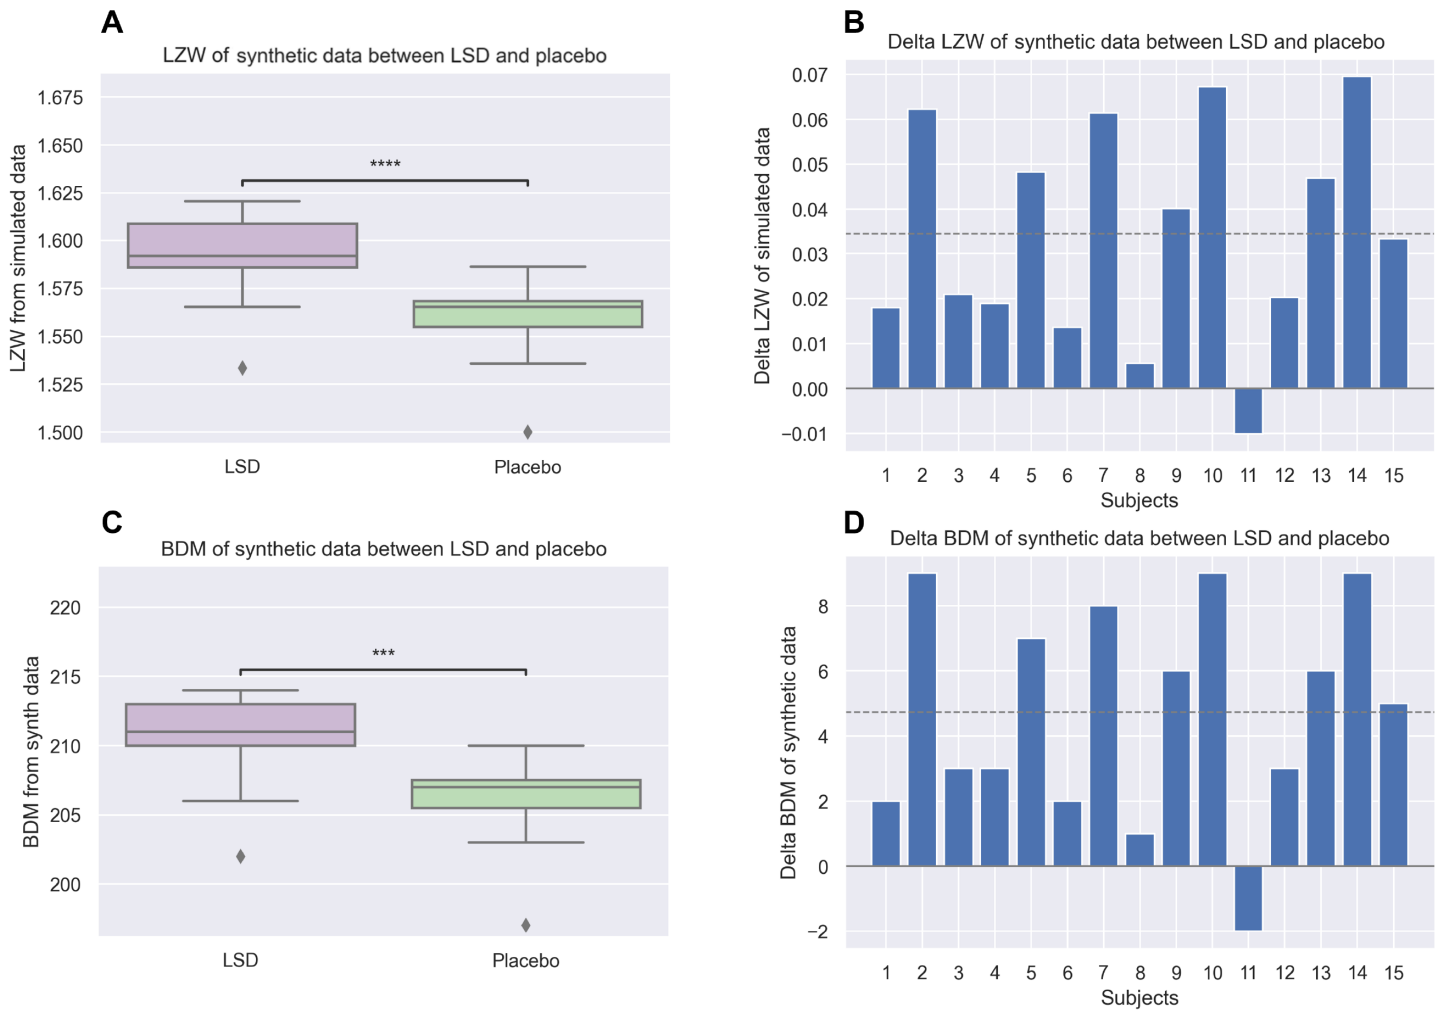 A
LZW of synthetic data between LSD and placebo
LZW from simulated data
1.675
1.650
1.625
1.600
1.575
1.550
1.525
1.500
****
LSD
Placebo
B
Delta LZW of synthetic data between LSD and placebo
Delta LZW of simulated data
0.07
0.06
0.05
0.04
0.03
0.02
0.01
0.00
−0.01
1 2 3 4 5 6 7 8 9 10 11 12 13 14 15
Subjects
C
BDM of synthetic data between LSD and placebo
BDM from synth data
220
215
210
205
200
***
LSD
Placebo
D
Delta BDM of synthetic data between LSD and placebo
Delta BDM of synthetic data
8
6
4
2
0
−2
1 2 3 4 5 6 7 8 9 10 11 12 13 14 15
Subjects